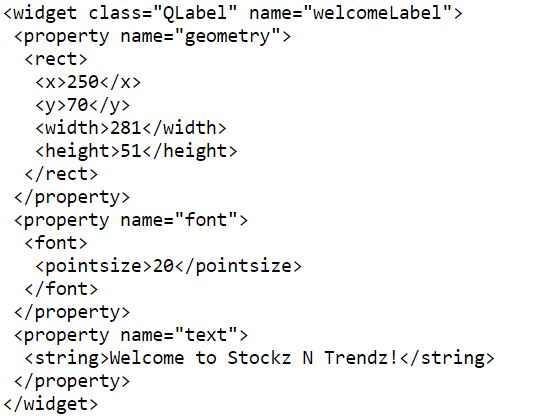 <widget class="QLabel" name="welcomeLabel">
 <property name="geometry">
  <rect>
   <x>250</x>
   <y>70</y>
   <width>281</width>
   <height>51</height>
  </rect>
 </property>
 <property name="font">
  <font>
   <pointsize>20</pointsize>
  </font>
 </property>
 <property name="text">
  <string>Welcome to Stockz N Trendz!</string>
 </property>
</widget>